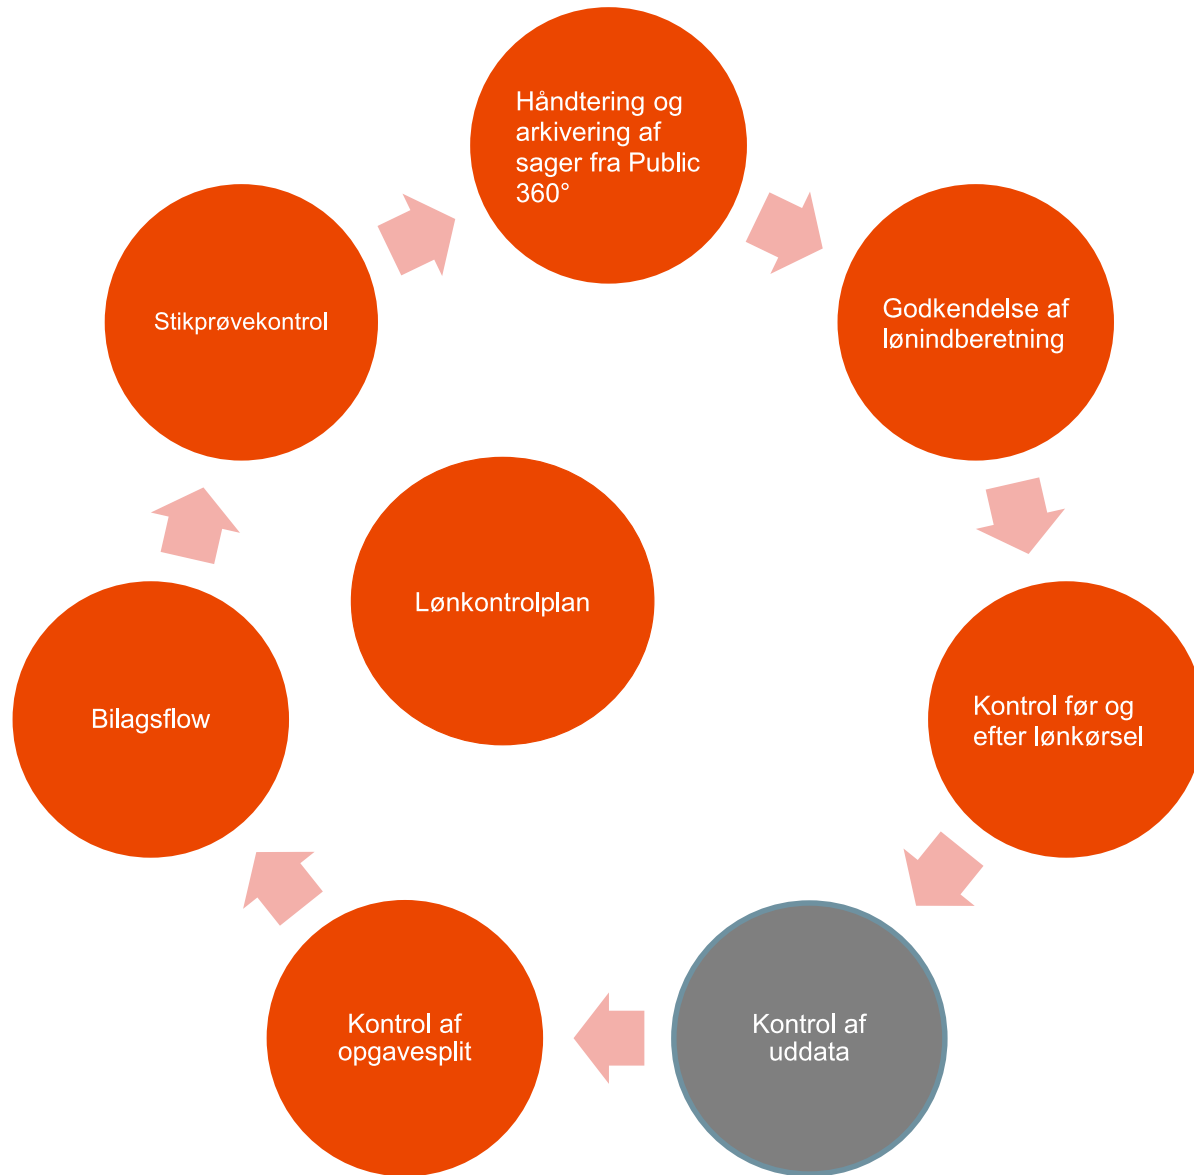 Håndtering og
arkivering af
sager fra Public
360°
Godkendelse af
lønindberetning
Kontrol før og
efter lønkørsel
Kontrol af
uddata
Kontrol af
opgavesplit
Bilagsflow
Stikprøvekontrol
Lønkontrolplan